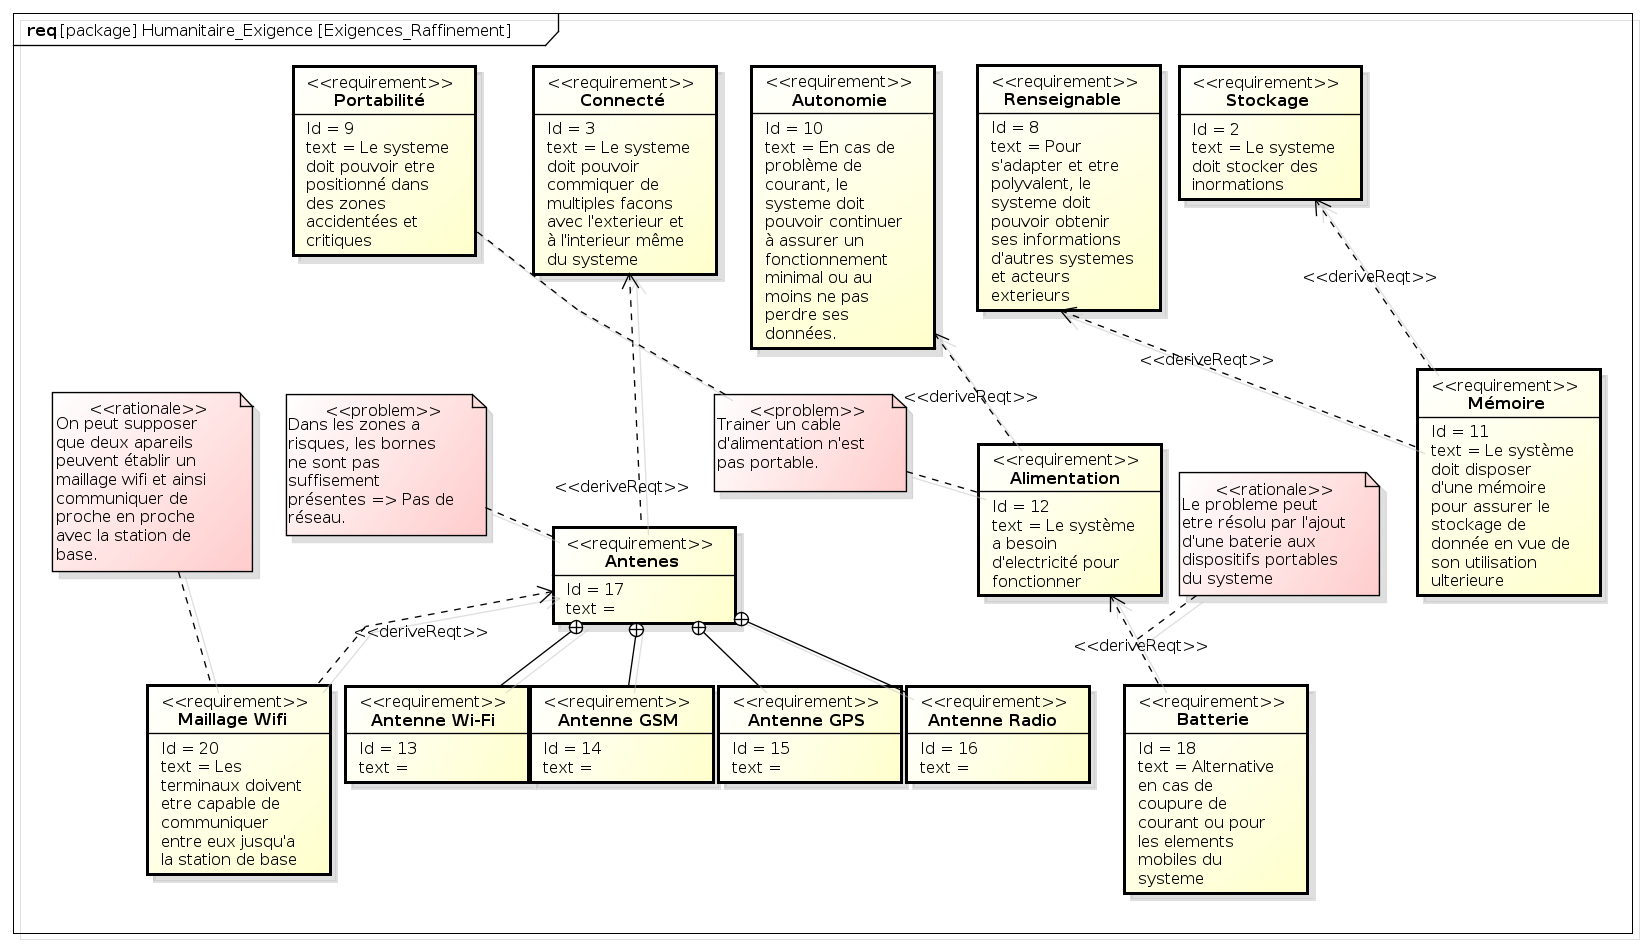 req [package] Humanitaire_Exigence [Exigences_Raffinement]
<<requirement>>
Portabilité
Id = 9
text = Le systeme
doit pouvoir etre
positionné dans
des zones
accidentées et
critiques
<<requirement>>
Connecté
Id = 3
text = Le systeme
doit pouvoir
commiquer de
multiples facons
avec l'exterieur et
à l'interieur même
du systeme
<<requirement>>
Autonomie
Id = 10
text = En cas de
problème de
courant, le
systeme doit
pouvoir continuer
à assurer un
fonctionnement
minimal ou au
moins ne pas
perdre ses
données.
<<requirement>>
Renseignable
Id = 8
text = Pour
s'adapter et etre
polyvalent, le
systeme doit
pouvoir obtenir
ses informations
d'autres systemes
et acteurs
exterieurs
<<requirement>>
Stockage
Id = 2
text = Le systeme
doit stocker des
inormations
<<deriveReqt>>
<<deriveReqt>>
<<deriveReqt>>
<<deriveReqt>>
<<rationale>>
On peut supposer
que deux apareils
peuvent établir un
maillage wifi et ainsi
communiquer de
proche en proche
avec la station de
base.
<<problem>>
Dans les zones a
risques, les bornes
ne sont pas
suffisement
présentes => Pas de
réseau.
<<problem>>
Trainer un cable
d'alimentation n'est
pas portable.
<<requirement>>
Alimentation
Id = 12
text = Le système
a besoin
d'electricité pour
fonctionner
<<rationale>>
Le probleme peut
etre résolu par l'ajout
d'une baterie aux
dispositifs portables
du systeme
<<requirement>>
Mémoire
Id = 11
text = Le système
doit disposer
d'une mémoire
pour assurer le
stockage de
donnée en vue de
son utilisation
ulterieure
<<requirement>>
Antenes
Id = 17
text =
<<deriveReqt>>
<<deriveReqt>>
<<requirement>>
Maillage Wifi
Id = 20
text = Les
terminaux doivent
etre capable de
communiquer
entre eux jusqu'a
la station de base
<<requirement>>
Antenne Wi-Fi
Id = 13
text =
<<requirement>>
Antenne GSM
Id = 14
text =
<<requirement>>
Antenne GPS
Id = 15
text =
<<requirement>>
Antenne Radio
Id = 16
text =
<<requirement>>
Batterie
Id = 18
text = Alternative
en cas de
coupure de
courant ou pour
les elements
mobiles du
systeme